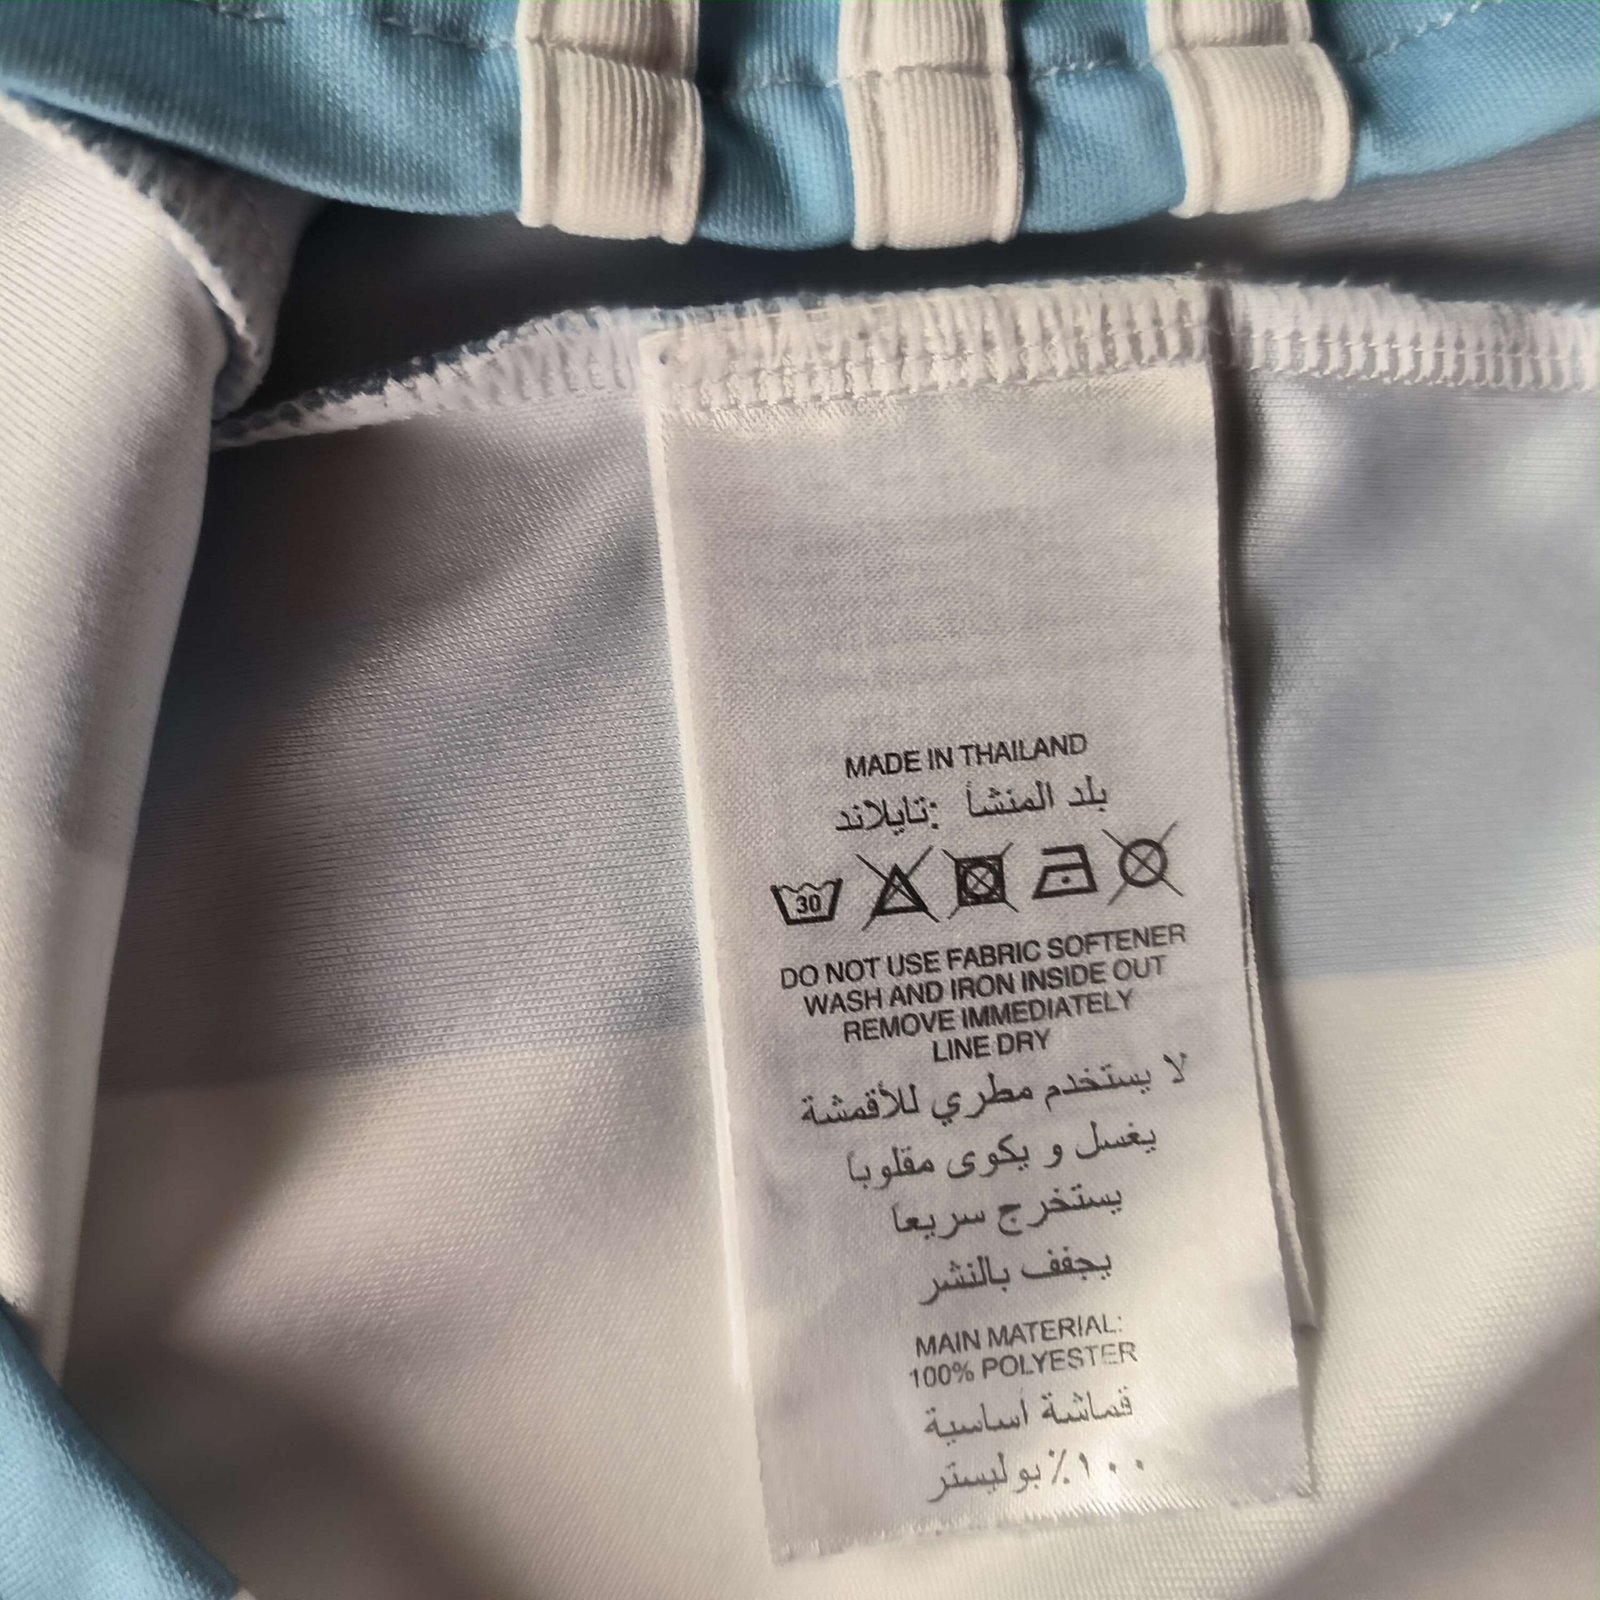 MADE IN THAILAND
بلد المنشأ :تايلاند
30
DO NOT USE FABRIC SOFTENER
WASH AND IRON INSIDE OUT
REMOVE IMMEDIATELY
LINE DRY
لا يستخدم مطري للأقمشة
يغسل و يكوى مقلوباً
يستخرج سريعاً
يجفف بالنشر
MAIN MATERIAL:
100% POLYESTER
قماشة أساسية
١٠٠٪ بوليستر